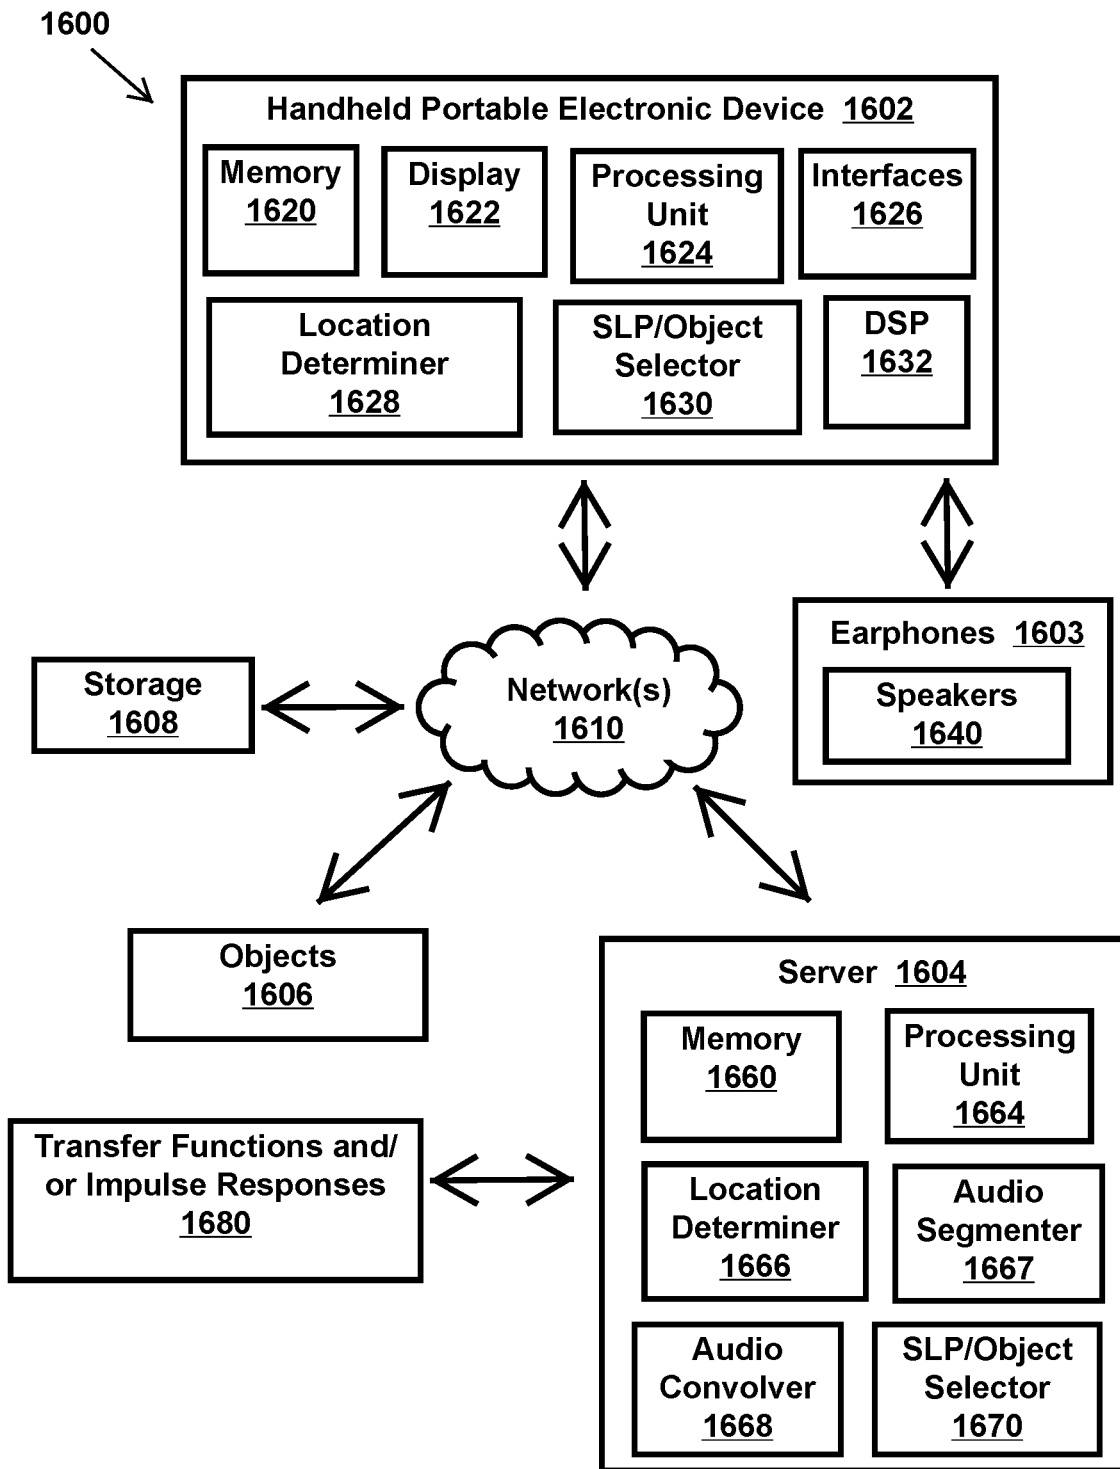 1600
Handheld Portable Electronic Device 1602
Memory
1620
Display
1622
Processing
Unit
1624
Interfaces
1626
Location
Determiner
1628
SLP/Object
Selector
1630
DSP
1632
Earphones 1603
Speakers
1640
Storage
1608
Network(s)
1610
Objects
1606
Server 1604
Memory
1660
Processing
Unit
1664
Transfer Functions and/
or Impulse Responses
1680
Location
Determiner
1666
Audio
Segmenter
1667
Audio
Convolver
1668
SLP/Object
Selector
1670